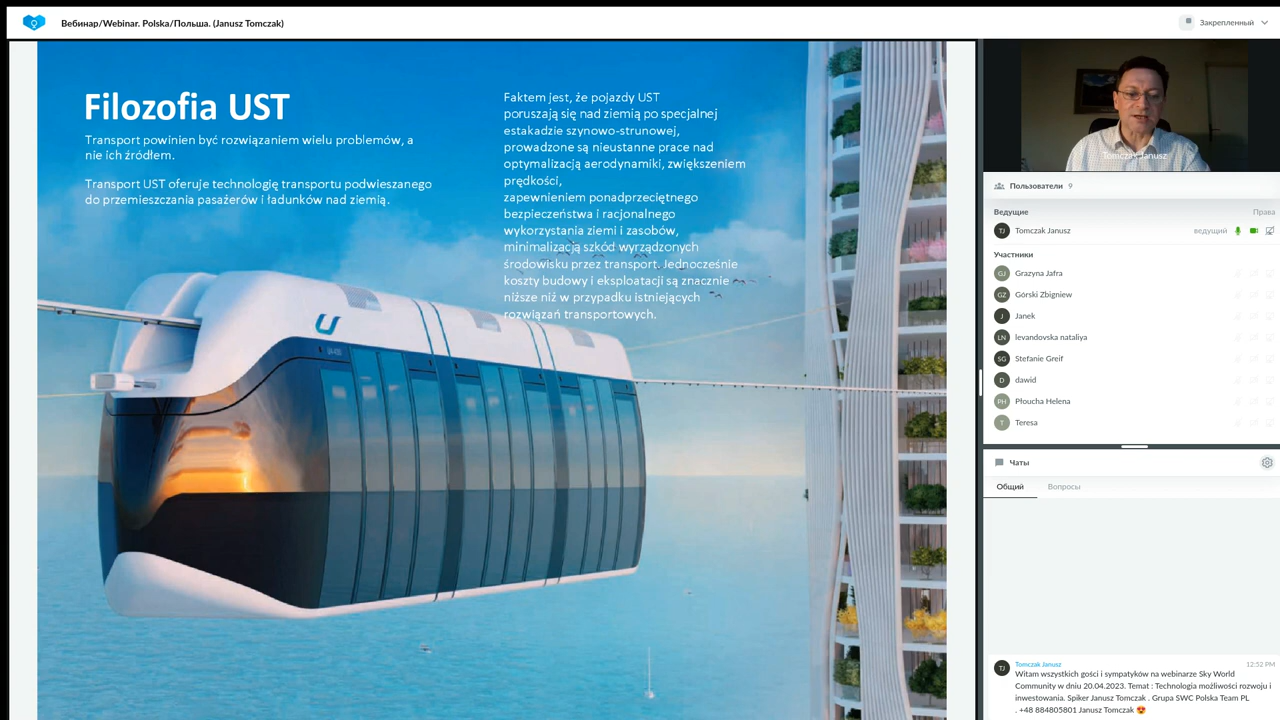 Вебинар/Webinar. Polska/Польша. (Janusz Tomczak)
Закрепленный
Filozofia UST
Transport powinien być rozwiązaniem wielu problemów, a
nie ich źródłem.
Transport UST oferuje technologię transportu podwieszanego
do przemieszczania pasażerów i ładunków nad ziemią.
Faktem jest, że pojazdy UST
poruszają się nad ziemią po specjalnej
estakadzie szynowo-strunowej,
prowadzone są nieustanne prace nad
optymalizacją aerodynamiki, zwiększeniem
prędkości,
zapewnieniem ponadprzeciętnego
bezpieczeństwa i racjonalnego
wykorzystania ziemi i zasobów,
minimalizacją szkód wyrządzonych
środowisku przez transport. Jednocześnie
koszty budowy i eksploatacji są znacznie
niższe niż w przypadku istniejących
rozwiązań transportowych.
Tomczak Janusz
Пользователи 9
Ведущие Права
TJ Tomczak Janusz ведущий
Участники
GJ Grazyna Jafra
GZ Górski Zbigniew
J Janek
LN levandovska nataliya
SG Stefanie Greif
D dawid
PH Płoucha Helena
T Teresa
Чаты
Общий Вопросы
TJ Tomczak Janusz 12:52 PM
Witam wszystkich gości i sympatyków na webinarze Sky World
Community w dniu 20.04.2023. Temat : Technologia możliwości rozwoju i
inwestowania. Spiker Janusz Tomczak . Grupa SWC Polska Team PL
. +48 884805801 Janusz Tomczak 😍